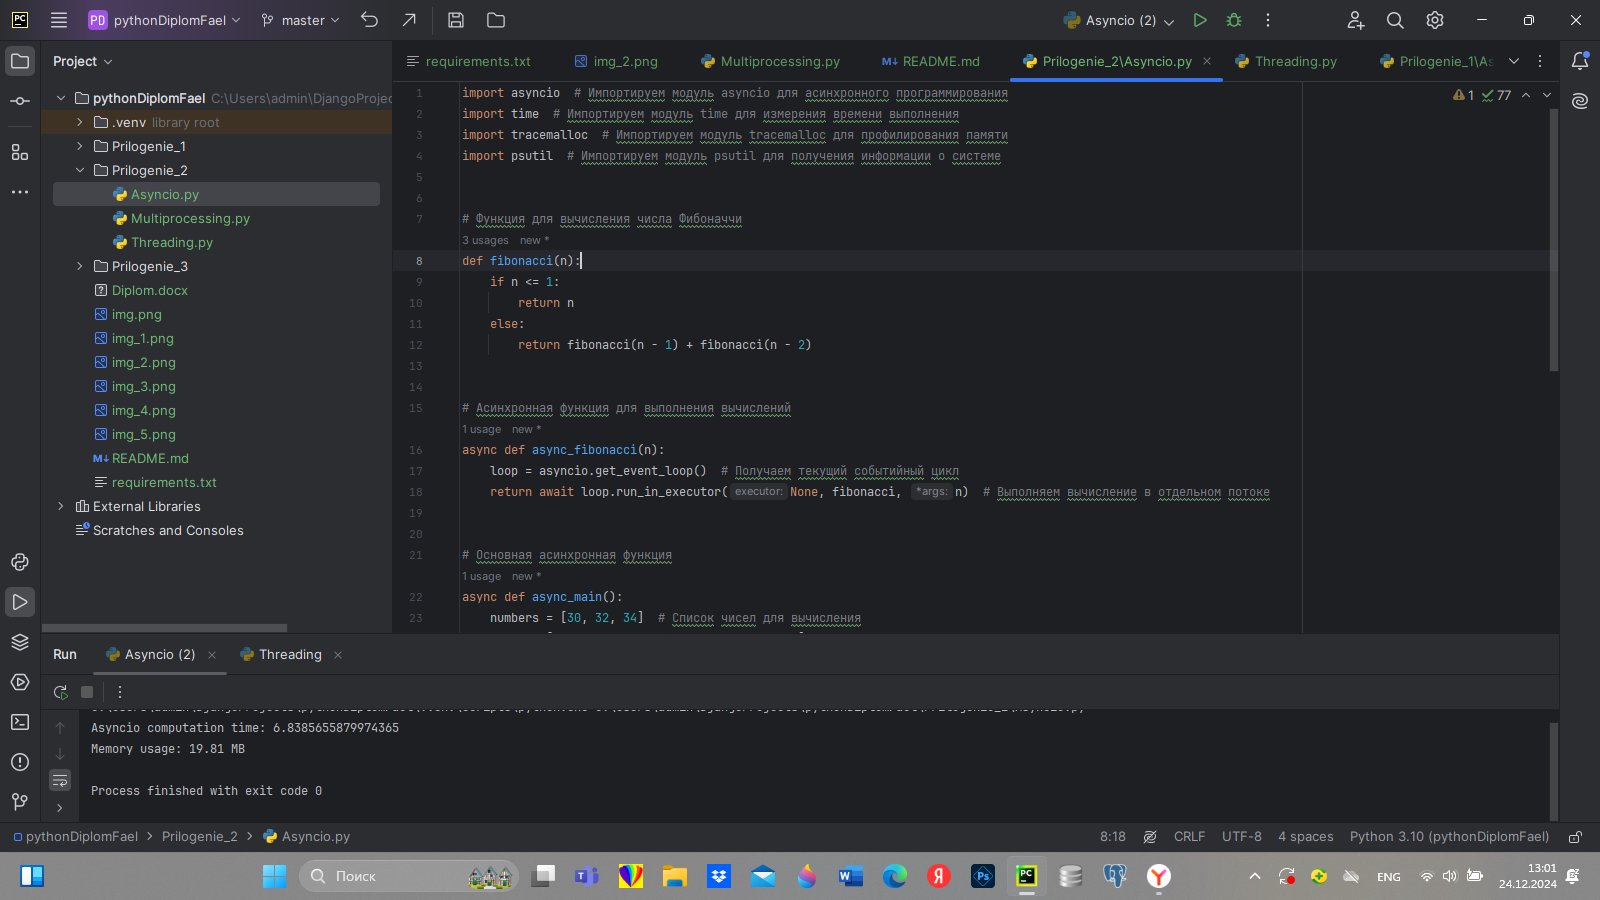 PC
PD pythonDiplomFael
master
Asyncio (2)
Project
requirements.txt
img_2.png
Multiprocessing.py
M↓ README.md
Prilogenie_2\Asyncio.py
Threading.py
Prilogenie_1\As
pythonDiplomFael C:\Users\admin\DjangoProjec
.venv library root
Prilogenie_1
Prilogenie_2
Asyncio.py
Multiprocessing.py
Threading.py
Prilogenie_3
Diplom.docx
img.png
img_1.png
img_2.png
img_3.png
img_4.png
img_5.png
M↓ README.md
requirements.txt
External Libraries
Scratches and Consoles
1 77
1 import asyncio # Импортируем модуль asyncio для асинхронного программирования
2 import time # Импортируем модуль time для измерения времени выполнения
3 import tracemalloc # Импортируем модуль tracemalloc для профилирования памяти
4 import psutil # Импортируем модуль psutil для получения информации о системе
5
6
7 # Функция для вычисления числа Фибоначчи
3 usages new *
8 def fibonacci(n):
9 if n <= 1:
10 return n
11 else:
12 return fibonacci(n - 1) + fibonacci(n - 2)
13
14
15 # Асинхронная функция для выполнения вычислений
1 usage new *
16 async def async_fibonacci(n):
17 loop = asyncio.get_event_loop() # Получаем текущий событийный цикл
18 return await loop.run_in_executor( executor: None, fibonacci, *args: n) # Выполняем вычисление в отдельном потоке
19
20
21 # Основная асинхронная функция
1 usage new *
22 async def async_main():
23 numbers = [30, 32, 34] # Список чисел для вычисления
Run
Asyncio (2)
Threading
Asyncio computation time: 6.8385655879974365
Memory usage: 19.81 MB
Process finished with exit code 0
pythonDiplomFael > Prilogenie_2 > Asyncio.py
8:18 CRLF UTF-8 4 spaces Python 3.10 (pythonDiplomFael)
Поиск
ENG
13:01
24.12.2024